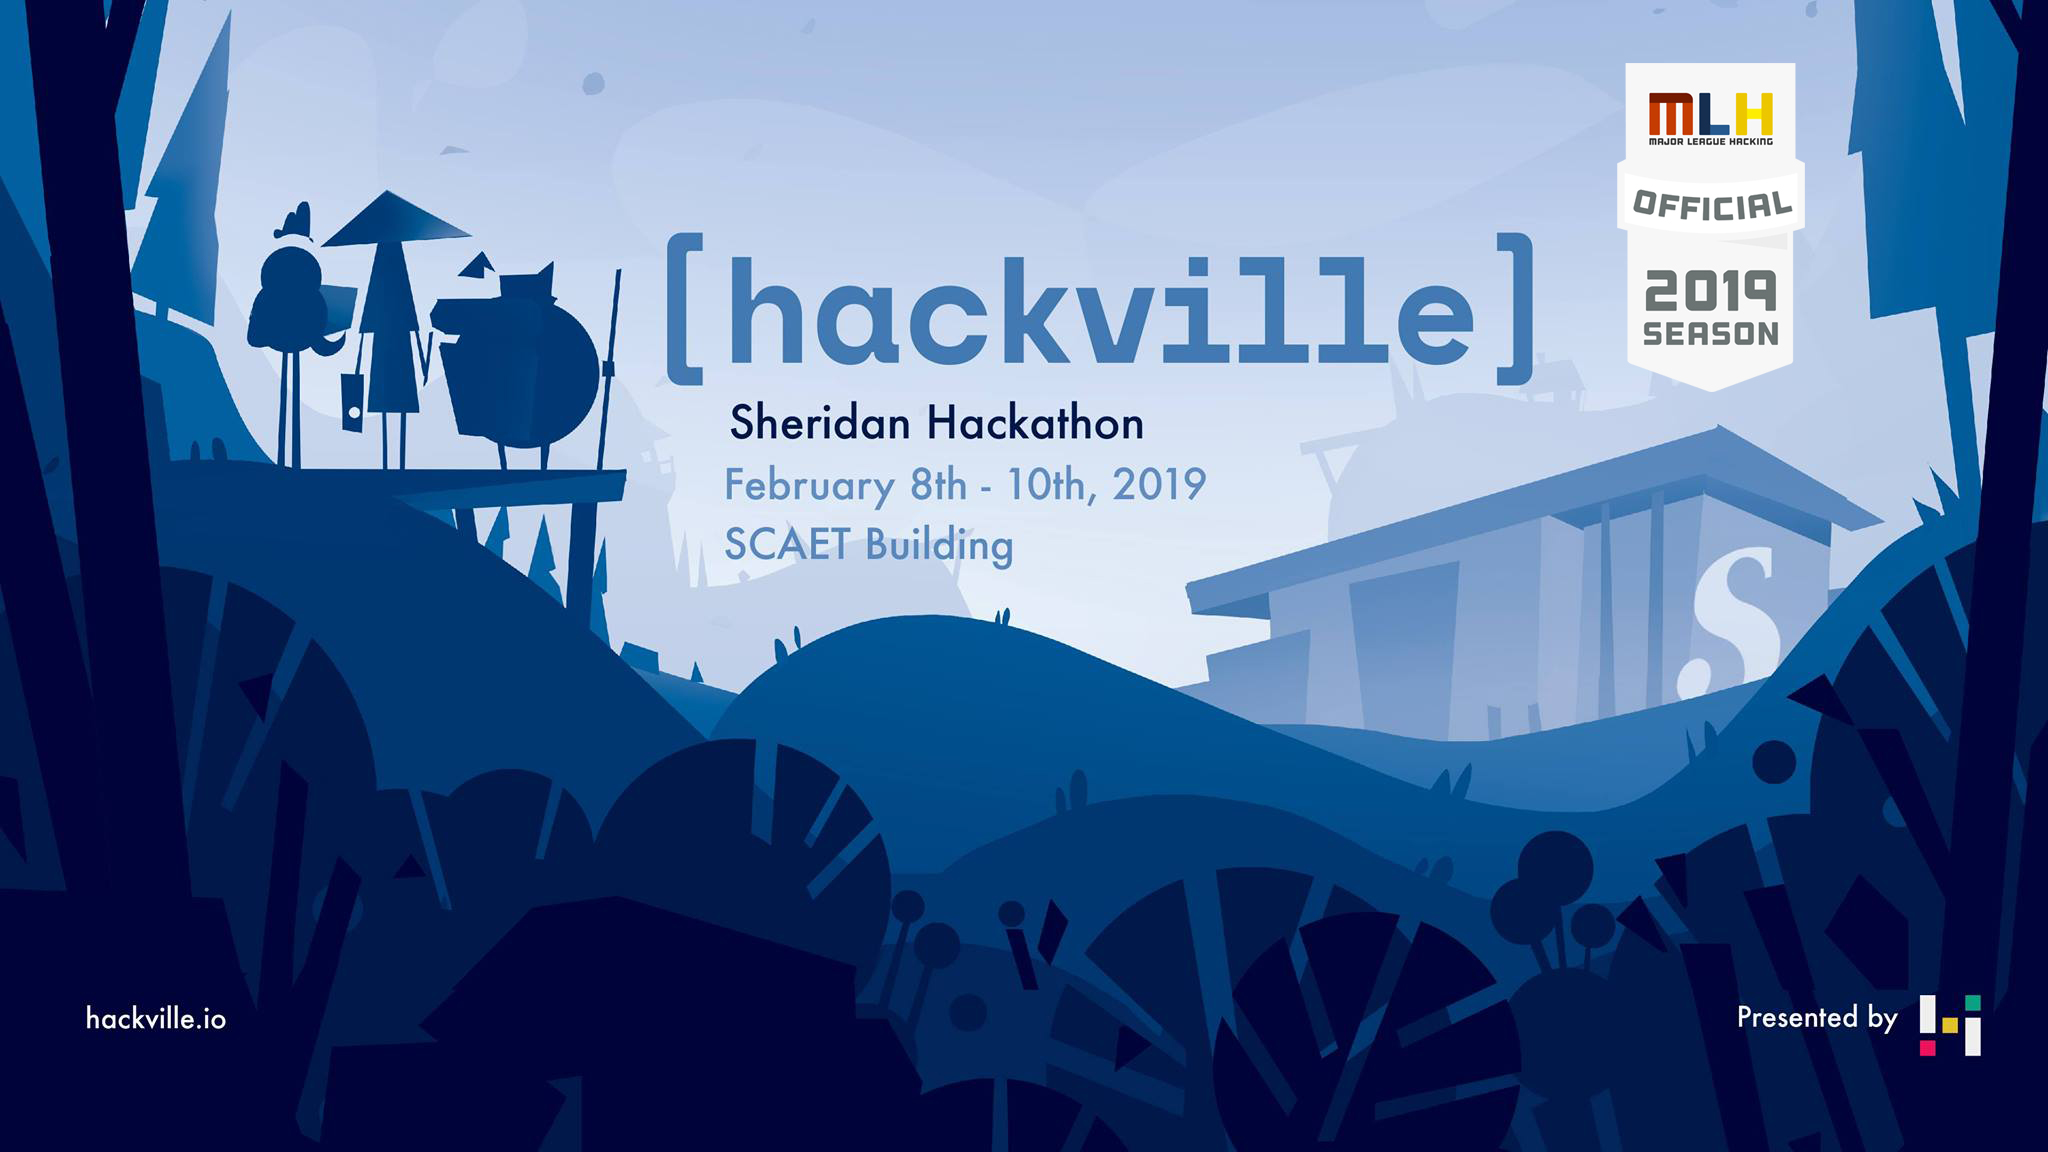 [hackville]
Sheridan Hackathon
February 8th - 10th, 2019
SCAET Building
MLH
MAJOR LEAGUE HACKING
OFFICIAL
2019
SEASON
S
hackville.io
Presented by